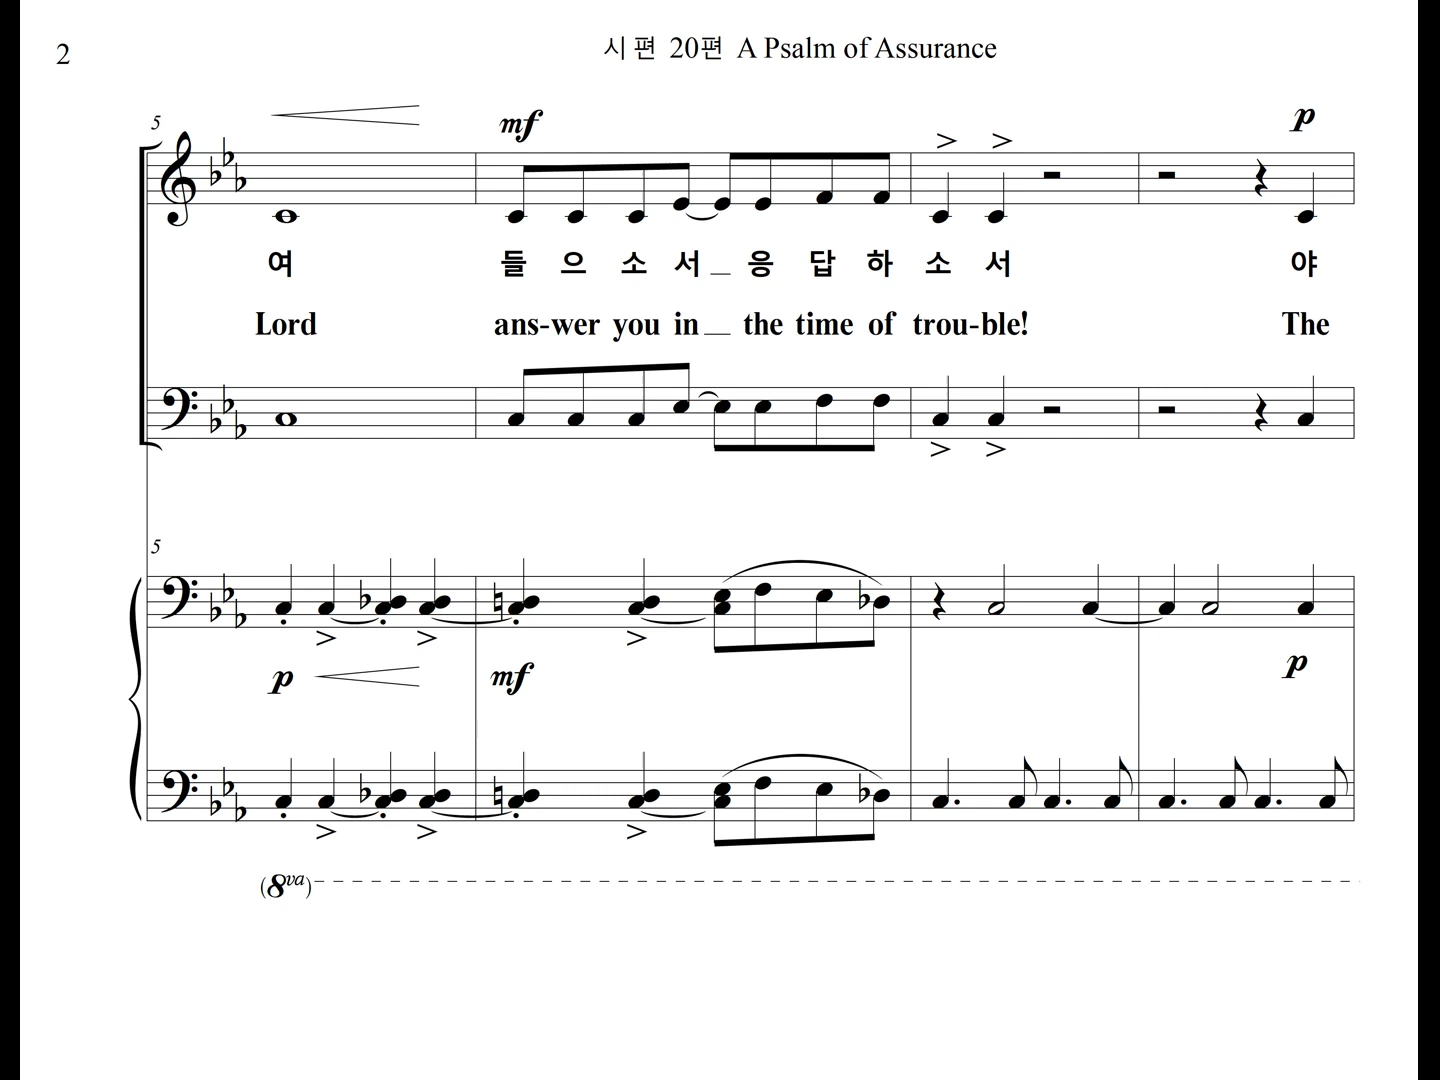 2
시 편 20편 A Psalm of Assurance
5
mf
p
여 들 으 소 서 _ 응 답 하 소 서 야
Lord ans-wer you in _ the time of trou-ble! The
5
p mf p
(8va)